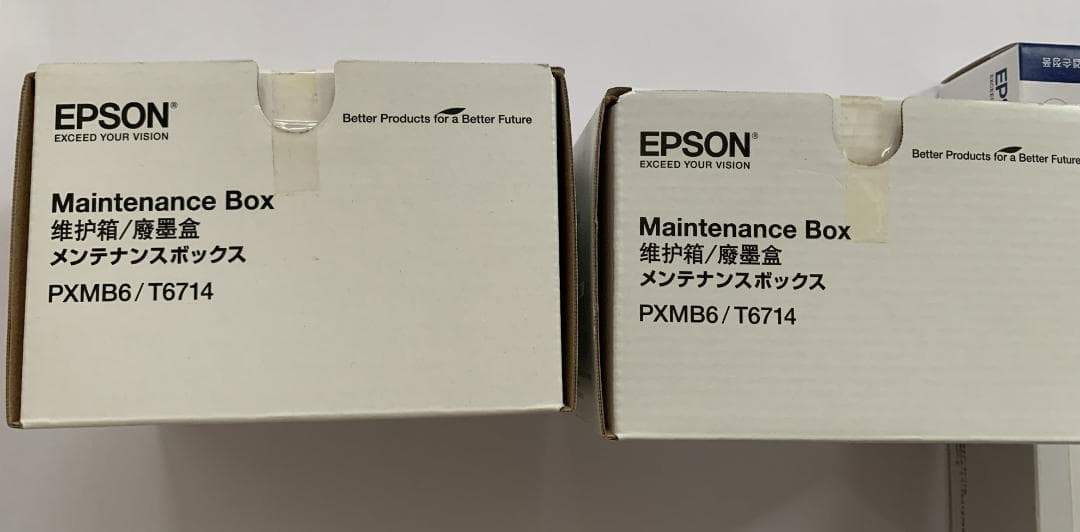 EPSON®
EXCEED YOUR VISION
Better Products for a Better Future
Maintenance Box
维护箱/廢墨盒
メンテナンスボックス
PXMB6/T6714
EPSON®
EXCEED YOUR VISION
Better Products for a Better Future
Maintenance Box
维护箱/廢墨盒
メンテナンスボックス
PXMB6/T6714
EP